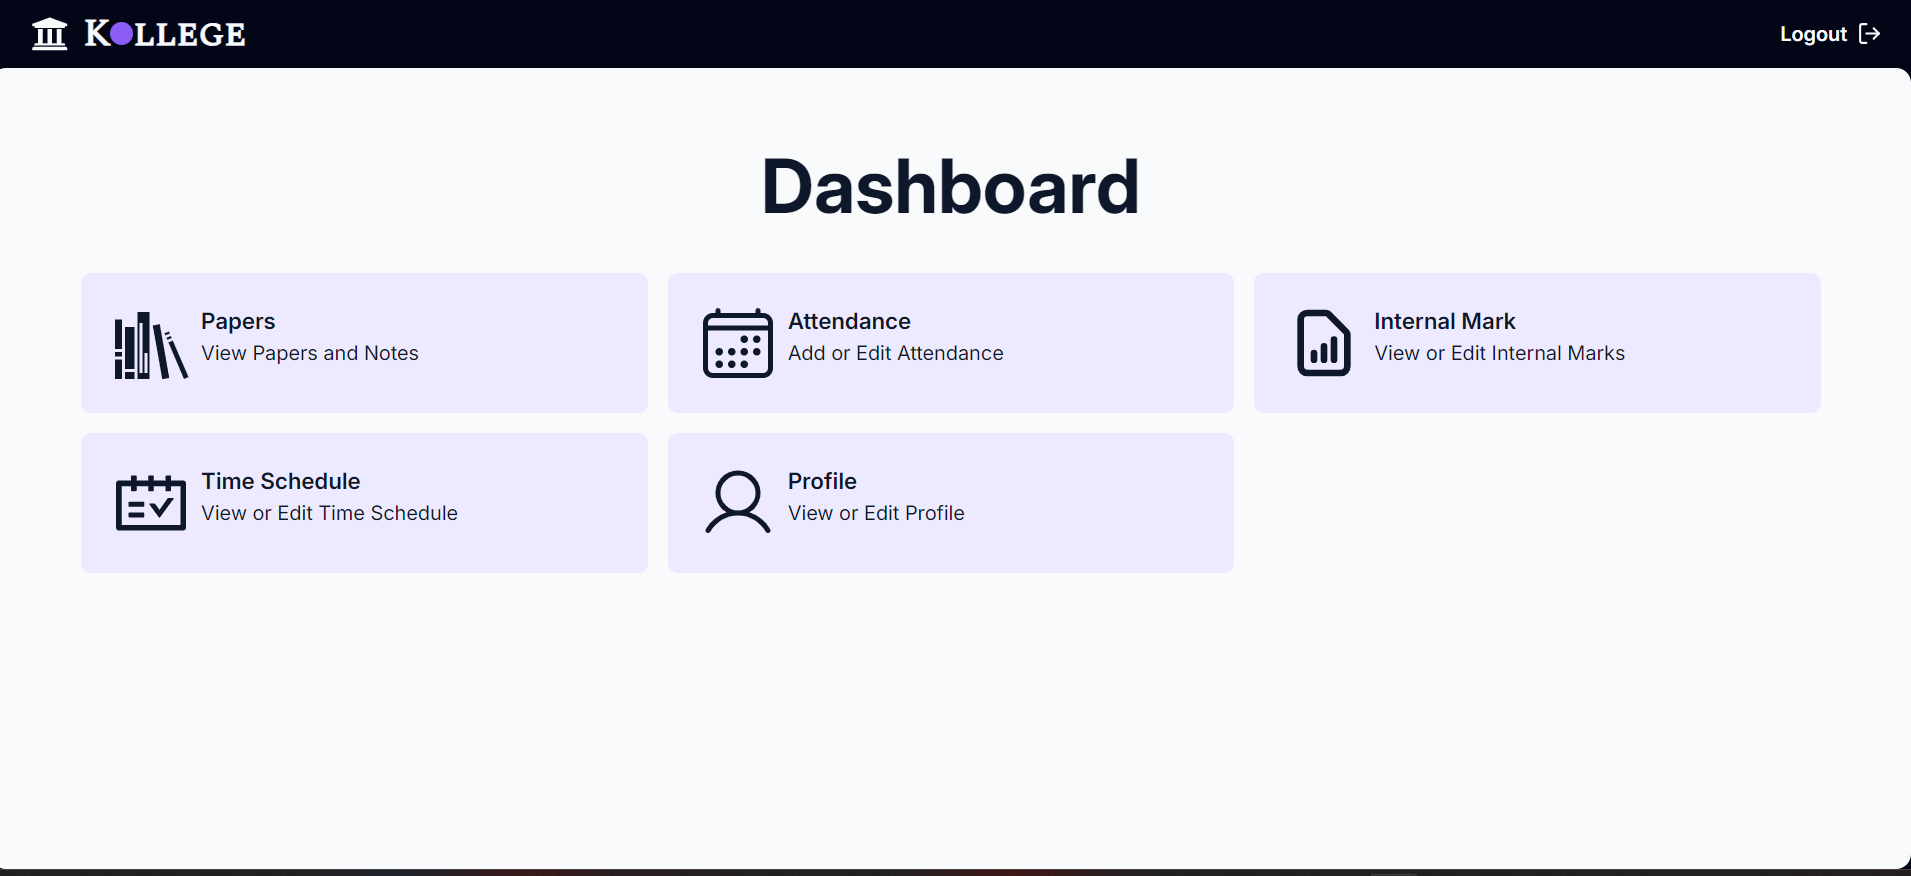 KOLLEGE
Logout
Dashboard
Papers
View Papers and Notes
Attendance
Add or Edit Attendance
Internal Mark
View or Edit Internal Marks
Time Schedule
View or Edit Time Schedule
Profile
View or Edit Profile